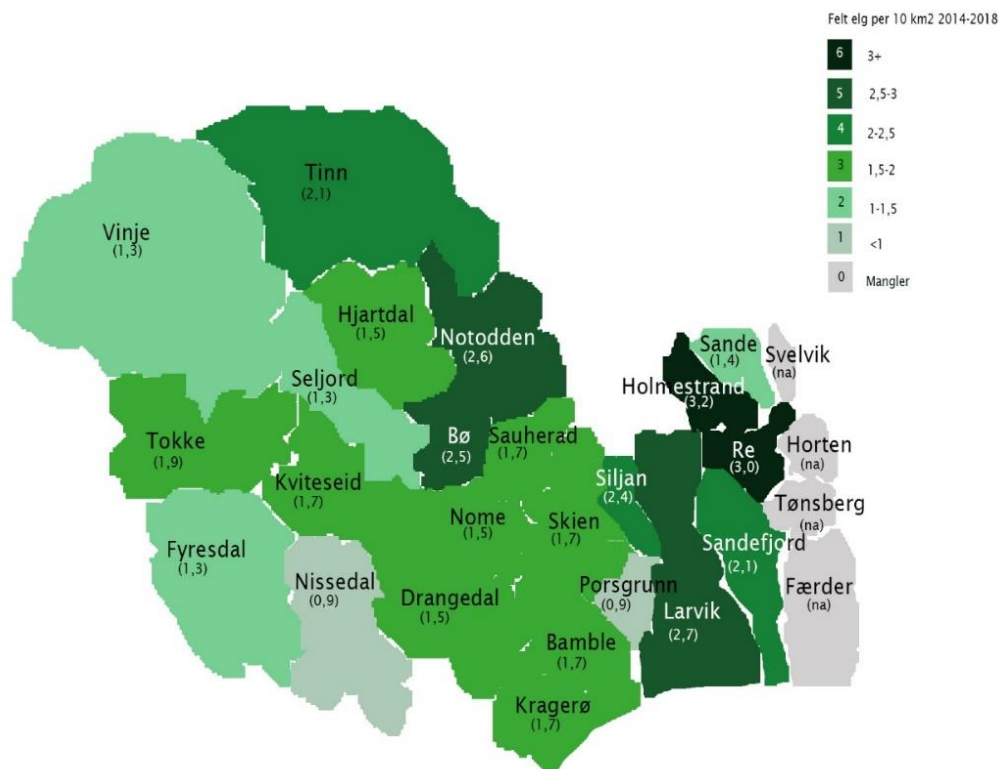 Felt elg per 10 km2 2014-2018
6 3+
5 2,5-3
4 2-2,5
3 1,5-2
2 1-1,5
1 <1
0 Mangler
Tinn
(2,1)
Vinje
(1,3)
Hjartdal
(1,5)
Notodden
(2,6)
Sande
(1,4)
Svelvik
(na)
Seljord
(1,3)
Holmestrand
(3,2)
Tokke
(1,9)
Bø
(2,5)
Sauherad
(1,7)
Re
(3,0)
Horten
(na)
Kviteseid
(1,7)
Siljan
(2,4)
Tønsberg
(na)
Nome
(1,5)
Skien
(1,7)
Fyresdal
(1,3)
Sandefjord
(2,1)
Nissedal
(0,9)
Drangedal
(1,5)
Porsgrunn
(0,9)
Færder
(na)
Larvik
(2,7)
Bamble
(1,7)
Kragerø
(1,7)